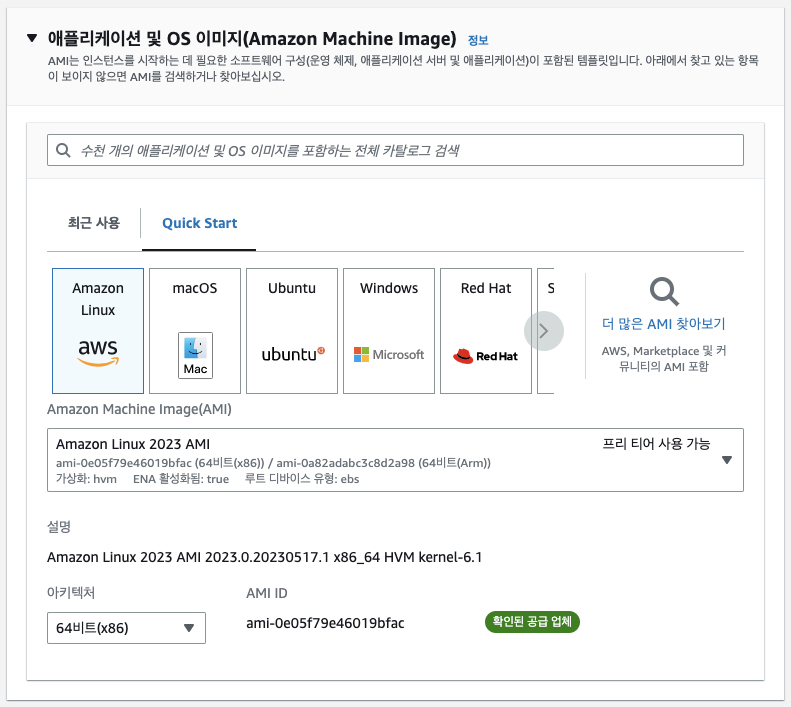 애플리케이션 및 OS 이미지(Amazon Machine Image) 정보
AMI는 인스턴스를 시작하는 데 필요한 소프트웨어 구성(운영 체제, 애플리케이션 서버 및 애플리케이션)이 포함된 템플릿입니다. 아래에서 찾고 있는 항목
이 보이지 않으면 AMI를 검색하거나 찾아보십시오.
수천 개의 애플리케이션 및 OS 이미지를 포함하는 전체 카탈로그 검색
최근 사용
Quick Start
Amazon
Linux
aws
macOS
Mac
Ubuntu
ubuntu
Windows
Microsoft
Red Hat
Red Hat
S
더 많은 AMI 찾아보기
AWS, Marketplace 및 커
뮤니티의 AMI 포함
Amazon Machine Image(AMI)
Amazon Linux 2023 AMI
프리 티어 사용 가능
ami-0e05f79e46019bfac (64비트(x86)) / ami-0a82adabc3c8d2a98 (64비트(Arm))
가상화: hvm ENA 활성화됨: true 루트 디바이스 유형: ebs
설명
Amazon Linux 2023 AMI 2023.0.20230517.1 x86_64 HVM kernel-6.1
아키텍처
AMI ID
64비트(x86)
ami-0e05f79e46019bfac
확인된 공급 업체